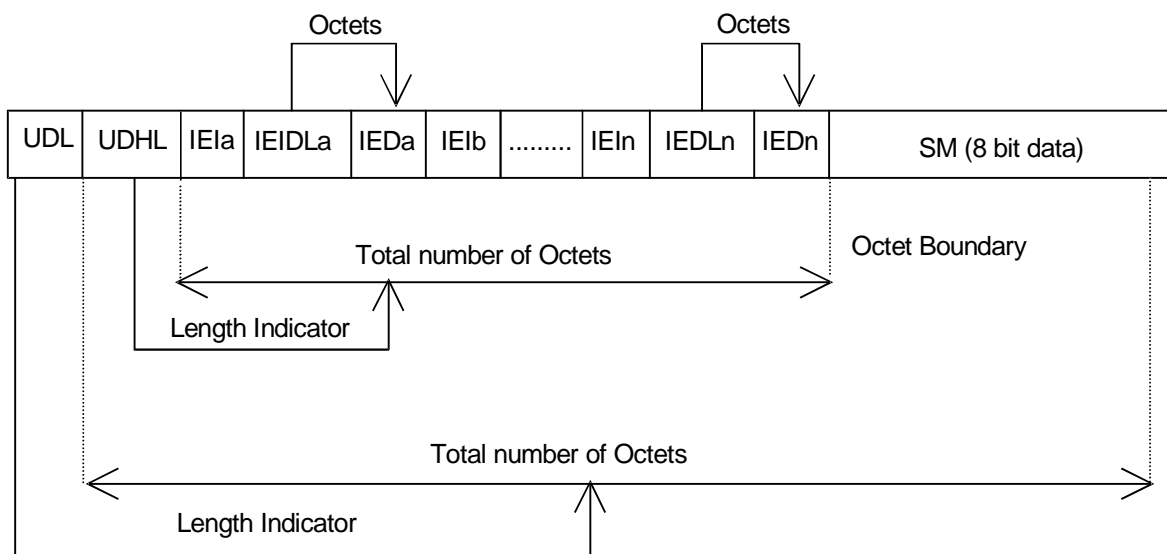 Octets Octets
UDL UDHL IEIa IEIDLa IEDa IEIb ......... IEIn IEDLn IEDn SM (8 bit data)
Total number of Octets Octet Boundary
Length Indicator
Total number of Octets
Length Indicator